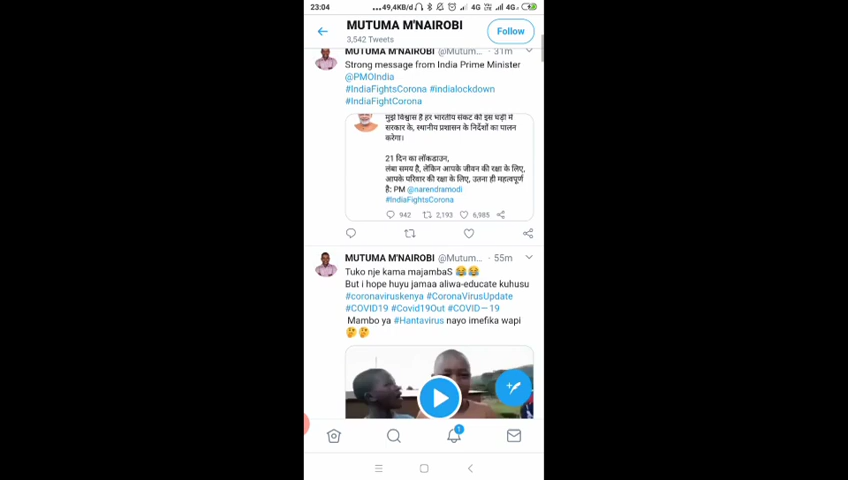 23:04
...49,4KB/d 4G 4G
MUTUMA M'NAIROBI
3,542 Tweets
Follow
MUTUMA M'NAIROBI @Mutum... · 31m
Strong message from India Prime Minister
@PMOIndia
#IndiaFightsCorona #indialockdown
#IndiaFightCorona
मुझे विश्वास है हर भारतीय संकट की इस घड़ी में
सरकार के, स्थानीय प्रशासन के निर्देशों का पालन
करेगा।
21 दिन का लॉकडाउन,
लंबा समय है, लेकिन आपके जीवन की रक्षा के लिए,
आपके परिवार की रक्षा के लिए, उतना ही महत्वपूर्ण
है: PM @narendramodi
#IndiaFightsCorona
942 2,193 6,985
MUTUMA M'NAIROBI @Mutum... · 55m
Tuko nje kama majambaS 😂😂
But i hope huyu jamaa aliwa-educate kuhusu
#coronaviruskenya #CoronaVirusUpdate
#COVID19 #Covid19Out #COVID—19
Mambo ya #Hantavirus nayo imefika wapi
🤔🤔
1